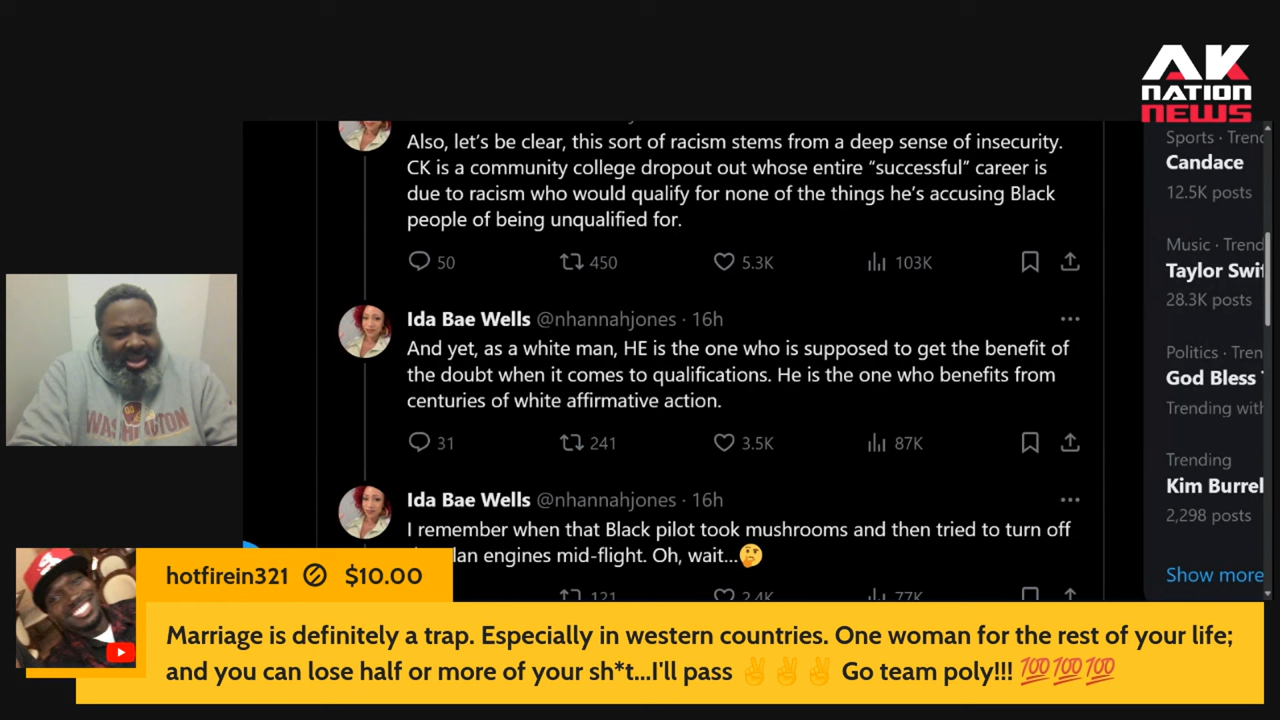 AK
NATION
NEWS
Also, let's be clear, this sort of racism stems from a deep sense of insecurity.
CK is a community college dropout out whose entire “successful” career is
due to racism who would qualify for none of the things he's accusing Black
people of being unqualified for.
50 450 5.3K 103K
Ida Bae Wells @nhannahjones · 16h
And yet, as a white man, HE is the one who is supposed to get the benefit of
the doubt when it comes to qualifications. He is the one who benefits from
centuries of white affirmative action.
31 241 3.5K 87K
Ida Bae Wells @nhannahjones · 16h
I remember when that Black pilot took mushrooms and then tried to turn off
engines mid-flight. Oh, wait...🤔
121 2.4K 77K
Sports · Trend
Candace
12.5K posts
Music · Trend
Taylor Swif
28.3K posts
Politics · Tren
God Bless
Trending with
Trending
Kim Burrel
2,298 posts
Show more
WASHINGTON
hotfirein321 $10.00
Marriage is definitely a trap. Especially in western countries. One woman for the rest of your life;
and you can lose half or more of your sh*t...I'll pass ✌✌✌ Go team poly!!! 💯💯💯